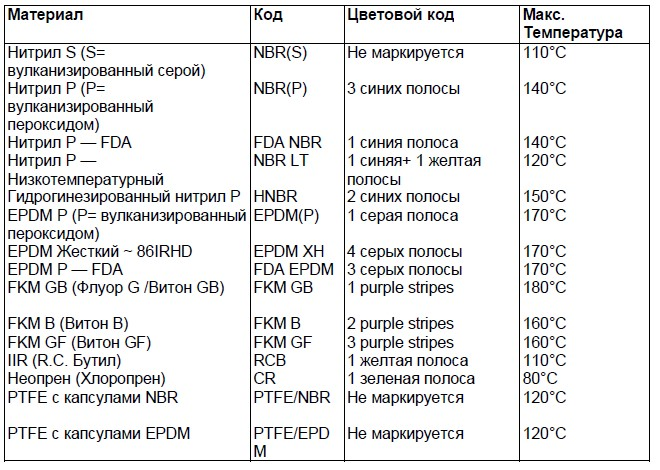 Материал Код Цветовой код Макс.
Температура
Нитрил S (S= NBR(S) Не маркируется 110°C
вулканизированный серой)
Нитрил P (P= NBR(P) 3 синих полосы 140°C
вулканизированный
пероксидом)
Нитрил P — FDA FDA NBR 1 синия полоса 140°C
Нитрил P — NBR LT 1 синяя+ 1 желтая 120°C
Низкотемпературный полосы
Гидрогинезированный нитрил P HNBR 2 синих полосы 150°C
EPDM P (P= вулканизированный EPDM(P) 1 серая полоса 170°C
пероксидом)
EPDM Жесткий ~ 86IRHD EPDM XH 4 серых полосы 170°C
EPDM P — FDA FDA EPDM 3 серых полосы 170°C
FKM GB (Флуор G /Витон GB) FKM GB 1 purple stripes 180°C
FKM B (Витон B) FKM B 2 purple stripes 160°C
FKM GF (Витон GF) FKM GF 3 purple stripes 160°C
IIR (R.C. Бутил) RCB 1 желтая полоса 110°C
Неопрен (Хлоропрен) CR 1 зеленая полоса 80°C
PTFE с капсулами NBR PTFE/NBR Не маркируется 120°C
PTFE с капсулами EPDM PTFE/EPD Не маркируется 120°C
M